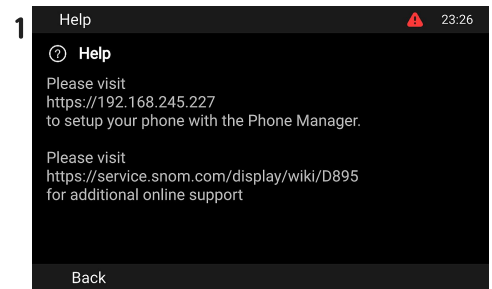 1
Help
23:26
Help
Please visit
https://192.168.245.227
to setup your phone with the Phone Manager.
Please visit
https://service.snom.com/display/wiki/D895
for additional online support
Back